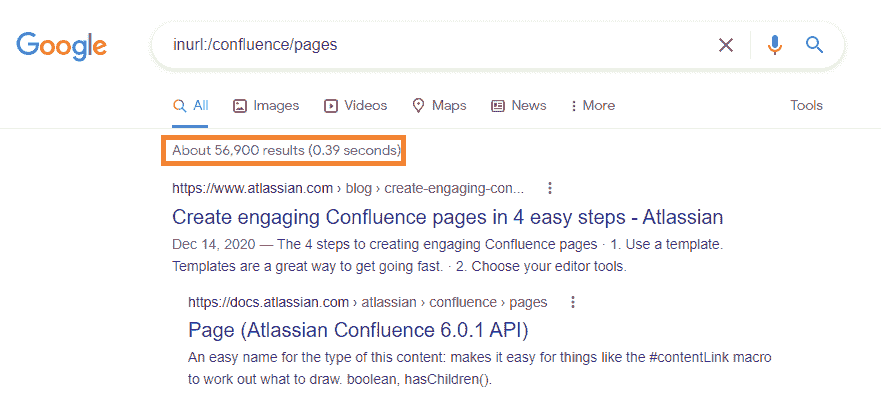 Google
inurl:/confluence/pages
All Images Videos Maps News More Tools
About 56,900 results (0.39 seconds)
https://www.atlassian.com › blog › create-engaging-con...
Create engaging Confluence pages in 4 easy steps - Atlassian
Dec 14, 2020 — The 4 steps to creating engaging Confluence pages · 1. Use a template.
Templates are a great way to get going fast. · 2. Choose your editor tools.
https://docs.atlassian.com › atlassian › confluence › pages
Page (Atlassian Confluence 6.0.1 API)
An easy name for the type of this content: makes it easy for things like the #contentLink macro
to work out what to draw. boolean, hasChildren().